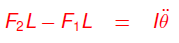 F₂L − F₁L = Iθ̈